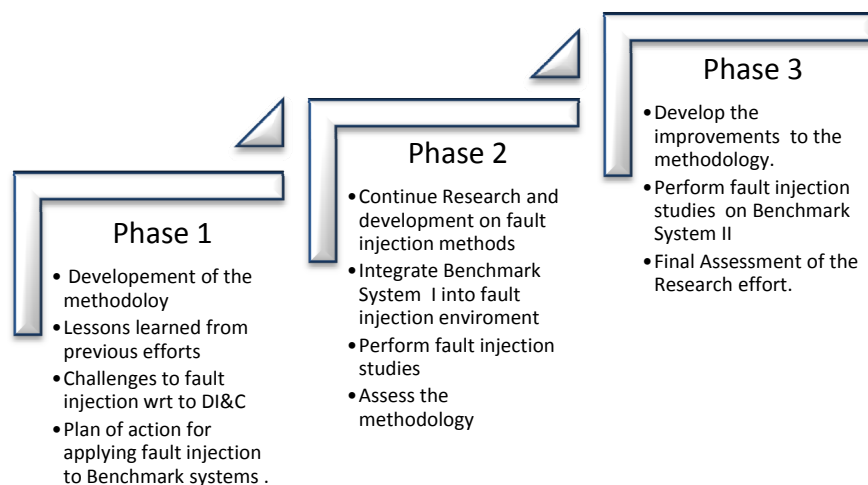 Phase 1
• Developement of the
methodoloy
•Lessons learned from
previous efforts
•Challenges to fault
injection wrt to DI&C
•Plan of action for
applying fault injection
to Benchmark systems .
Phase 2
•Continue Research and
development on fault
injection methods
•Integrate Benchmark
System I into fault
injection enviroment
•Perform fault injection
studies
•Assess the
methodology
Phase 3
•Develop the
improvements to the
methodology.
•Perform fault injection
studies on Benchmark
System II
•Final Assessment of the
Research effort.